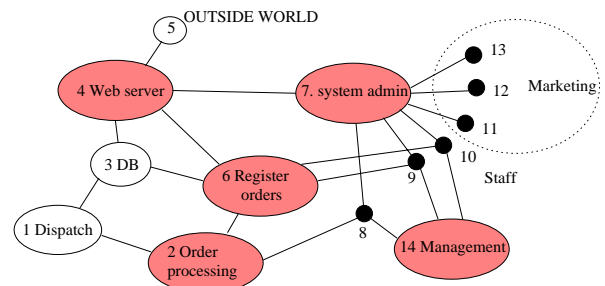 OUTSIDE WORLD
5
13
4 Web server
7. system admin
12
Marketing
11
3 DB
10
6 Register
orders
9
Staff
1 Dispatch
8
2 Order
processing
14 Management